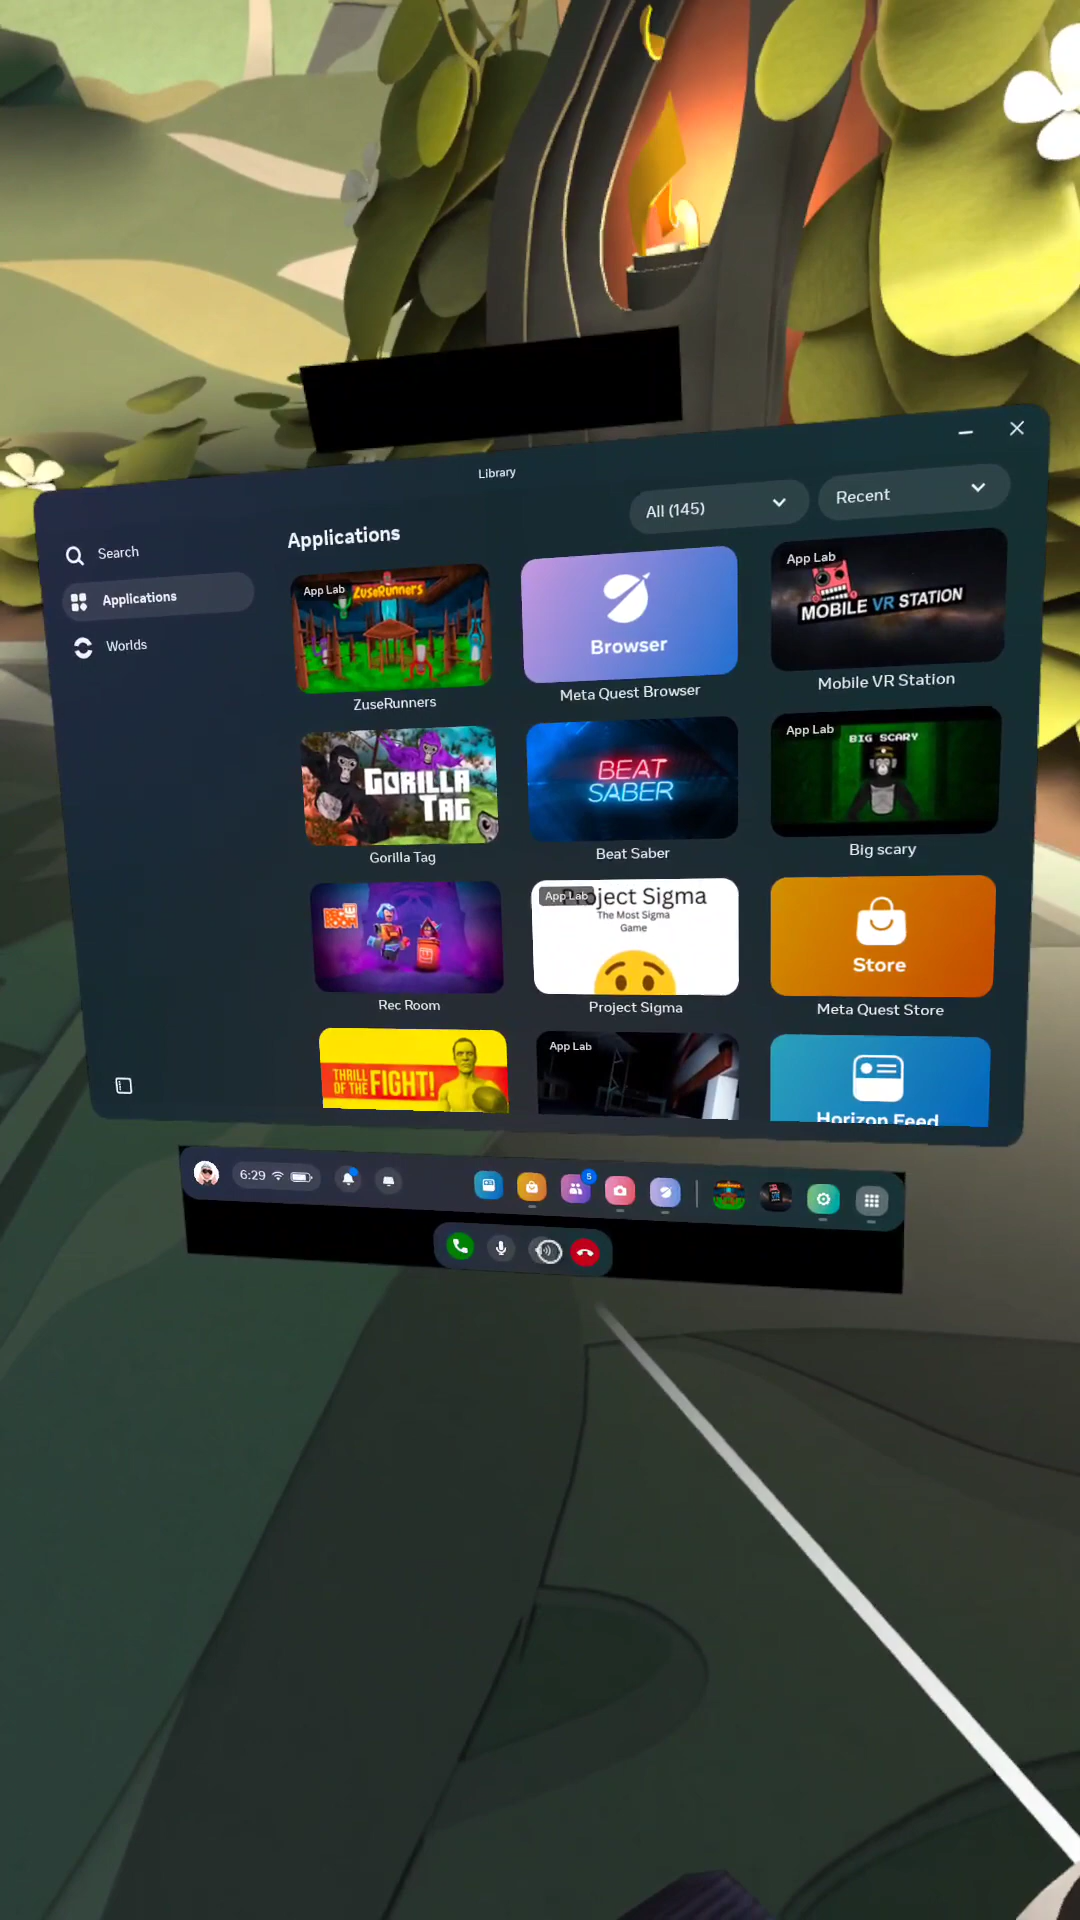 Library
All (145)
Recent
Search
Applications
Worlds
Applications
App Lab
ZuseRunners
ZuseRunners
Browser
Meta Quest Browser
App Lab
MOBILE VR STATION
Mobile VR Station
GORILLA
TAG
Gorilla Tag
BEAT
SABER
Beat Saber
App Lab
BIG SCARY
Big scary
REC
ROOM
Rec Room
App Lab
Project Sigma
The Most Sigma
Game
Project Sigma
Store
Meta Quest Store
THRILL
OF THE FIGHT!
App Lab
Horizon Feed
6:29
5